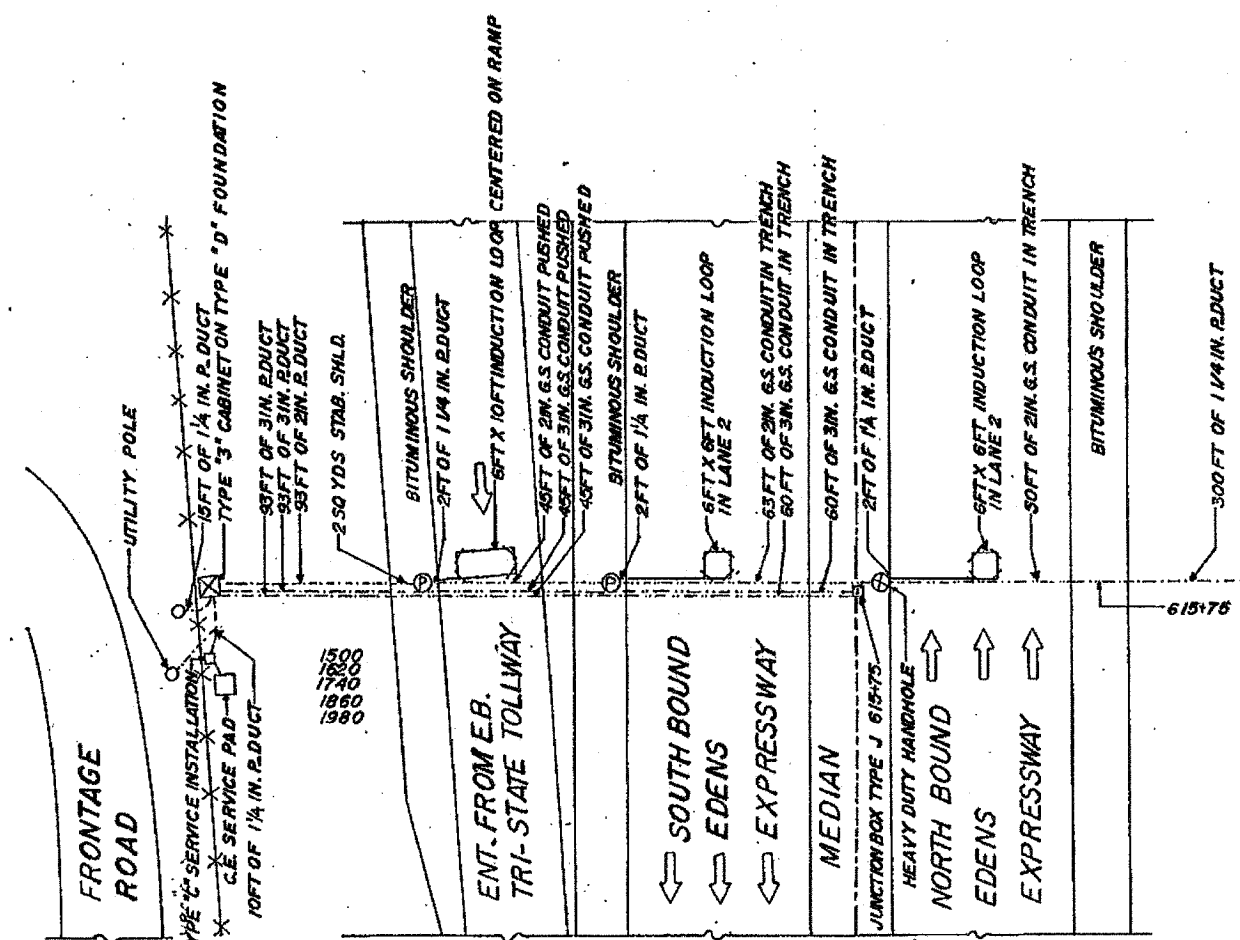 FRONTAGE
ROAD
UTILITY POLE
15FT OF 1¼ IN. P. DUCT
TYPE "3" CABINET ON TYPE "D" FOUNDATION
93FT OF 3IN. P.DUCT
93FT OF 3IN. P.DUCT
93FT OF 2IN. P. DUCT
2 SQ YDS STAB. SHLD.
BITUMINOUS SHOULDER
2FT OF 1 1/4 IN. P.DUCT
6FT X 10FT INDUCTION LOOP CENTERED ON RAMP
45FT OF 2IN. G.S. CONDUIT PUSHED
45FT OF 3IN. G.S. CONDUIT PUSHED
45FT OF 3IN. G.S. CONDUIT PUSHED
BITUMINOUS SHOULDER
2FT OF 1¼ IN. P.DUCT
6FT X 6FT INDUCTION LOOP
IN LANE 2
63 FT OF 2IN. G.S. CONDUIT IN TRENCH
60 FT OF 3IN. G.S. CONDUIT IN TRENCH
60FT OF 3IN. G.S CONDUIT IN TRENCH
2FT OF 1¼ IN. P.DUCT
6FT X 6FT INDUCTION LOOP
IN LANE 2
50FT OF 2IN. G.S. CONDUIT IN TRENCH
BITUMINOUS SHOULDER
300 FT OF 1 1/4 IN. P.DUCT
615+75
TYPE "C" SERVICE INSTALLATION
C.E. SERVICE PAD
10FT OF 1¼ IN. P.DUCT
1500
1620
1740
1860
1980
ENT. FROM E.B.
TRI-STATE TOLLWAY
SOUTH BOUND
EDENS
EXPRESSWAY
MEDIAN
JUNCTION BOX TYPE J 615+75
HEAVY DUTY HANDHOLE
NORTH BOUND
EDENS
EXPRESSWAY
P
P